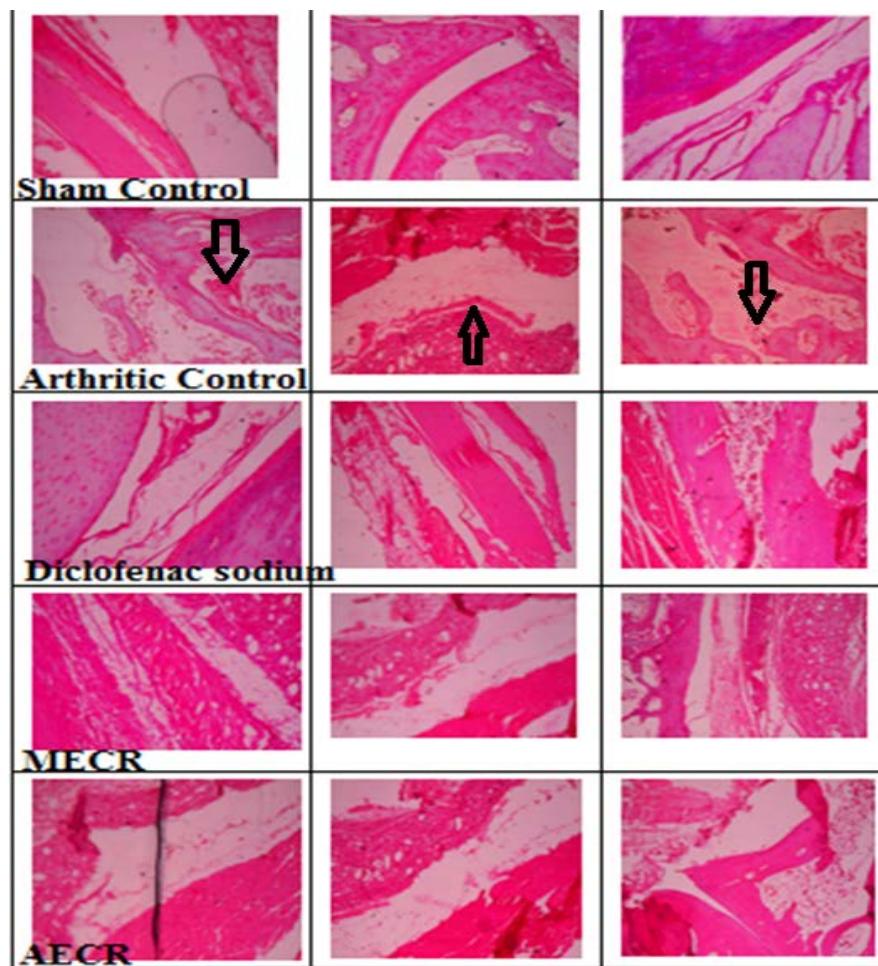 Sham Control
Arthritic Control
Diclofenac sodium
MECR
AECR